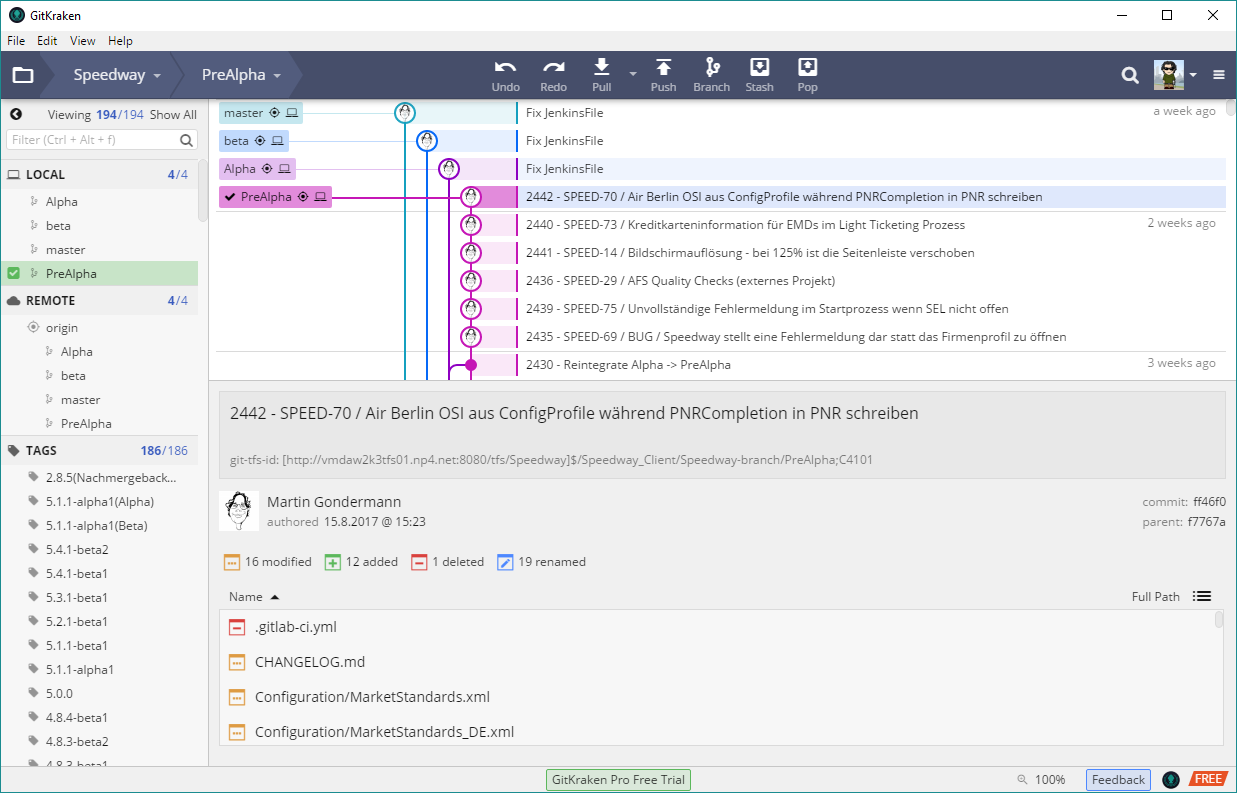 GitKraken
File Edit View Help
Speedway PreAlpha
Undo Redo Pull Push Branch Stash Pop
Viewing 194/194 Show All
Filter (Ctrl + Alt + f)
LOCAL 4/4
Alpha
beta
master
PreAlpha
REMOTE 4/4
origin
Alpha
beta
master
PreAlpha
TAGS 186/186
2.8.5(Nachmergeback...
5.1.1-alpha1(Alpha)
5.1.1-alpha1(Beta)
5.4.1-beta2
5.4.1-beta1
5.3.1-beta1
5.2.1-beta1
5.1.1-beta1
5.1.1-alpha1
5.0.0
4.8.4-beta1
4.8.3-beta2
4.8.3-beta1
master Fix JenkinsFile a week ago
beta Fix JenkinsFile
Alpha Fix JenkinsFile
PreAlpha 2442 - SPEED-70 / Air Berlin OSI aus ConfigProfile während PNRCompletion in PNR schreiben
2440 - SPEED-73 / Kreditkarteninformation für EMDs im Light Ticketing Prozess 2 weeks ago
2441 - SPEED-14 / Bildschirmauflösung - bei 125% ist die Seitenleiste verschoben
2436 - SPEED-29 / AFS Quality Checks (externes Projekt)
2439 - SPEED-75 / Unvollständige Fehlermeldung im Startprozess wenn SEL nicht offen
2435 - SPEED-69 / BUG / Speedway stellt eine Fehlermeldung dar statt das Firmenprofil zu öffnen
2430 - Reintegrate Alpha -> PreAlpha 3 weeks ago
2442 - SPEED-70 / Air Berlin OSI aus ConfigProfile während PNRCompletion in PNR schreiben
git-tfs-id: [http://vmdaw2k3tfs01.np4.net:8080/tfs/Speedway]$/Speedway_Client/Speedway-branch/PreAlpha;C4101
Martin Gondermann commit: ff46f0
authored 15.8.2017 @ 15:23 parent: f7767a
16 modified 12 added 1 deleted 19 renamed
Name Full Path
.gitlab-ci.yml
CHANGELOG.md
Configuration/MarketStandards.xml
Configuration/MarketStandards_DE.xml
GitKraken Pro Free Trial 100% Feedback FREE